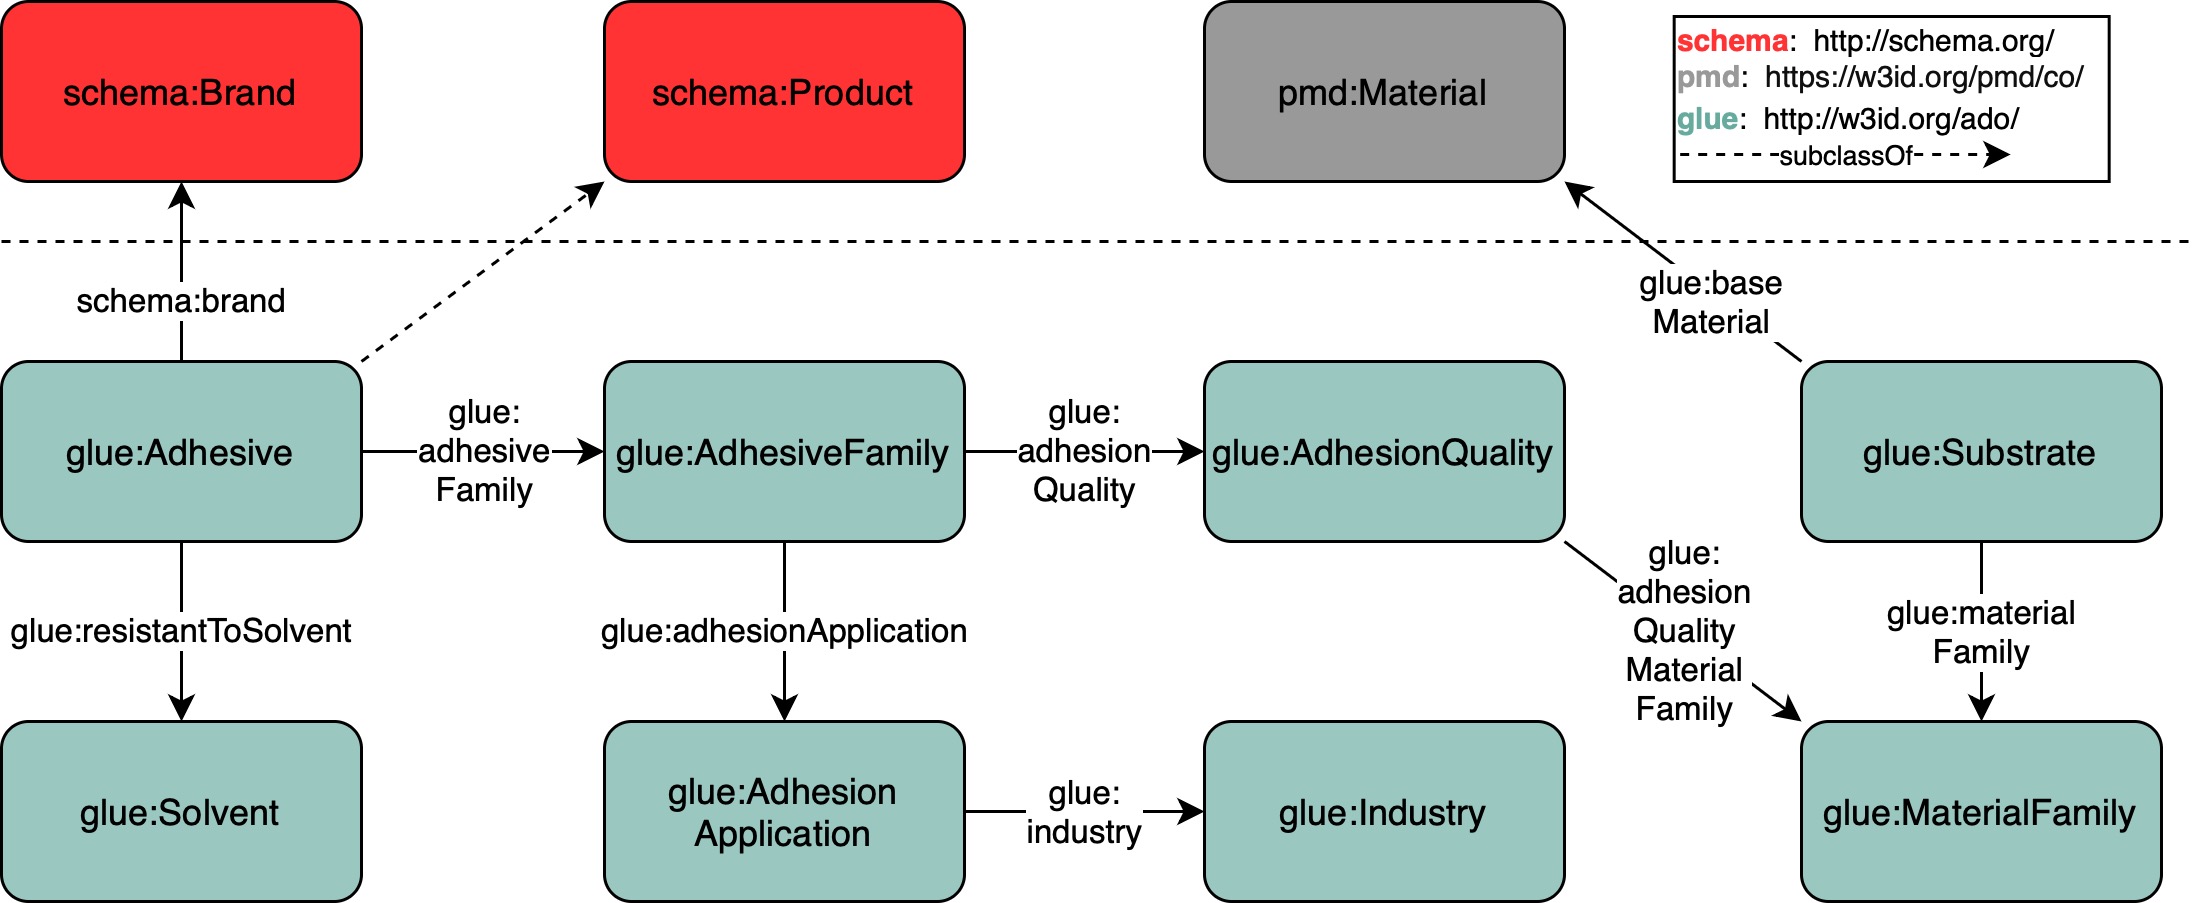 schema:Brand
schema:Product
pmd:Material
schema: http://schema.org/
pmd: https://w3id.org/pmd/co/
glue: http://w3id.org/ado/
subclassOf
schema:brand
glue:base
Material
glue:Adhesive
glue:
adhesive
Family
glue:AdhesiveFamily
glue:
adhesion
Quality
glue:AdhesionQuality
glue:Substrate
glue:resistantToSolvent
glue:adhesionApplication
glue:
adhesion
Quality
Material
Family
glue:material
Family
glue:Solvent
glue:Adhesion
Application
glue:
industry
glue:Industry
glue:MaterialFamily